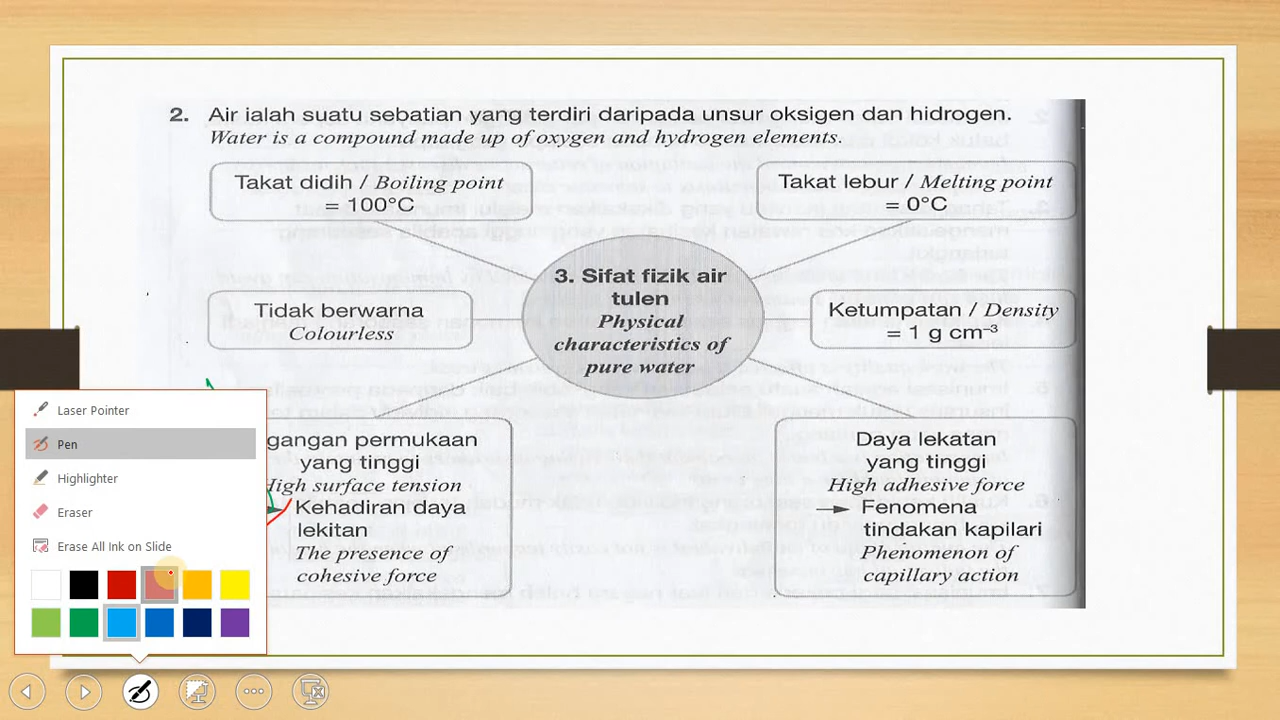 2. Air ialah suatu sebatian yang terdiri daripada unsur oksigen dan hidrogen.
Water is a compound made up of oxygen and hydrogen elements.
Takat didih / Boiling point
= 100°C
Takat lebur / Melting point
= 0°C
3. Sifat fizik air
tulen
Physical
characteristics of
pure water
Tidak berwarna
Colourless
Ketumpatan / Density
= 1 g cm⁻³
gangan permukaan
yang tinggi
High surface tension
Kehadiran daya
lekitan
The presence of
cohesive force
Daya lekatan
yang tinggi
High adhesive force
Fenomena
tindakan kapilari
Phenomenon of
capillary action
Laser Pointer
Pen
Highlighter
Eraser
Erase All Ink on Slide